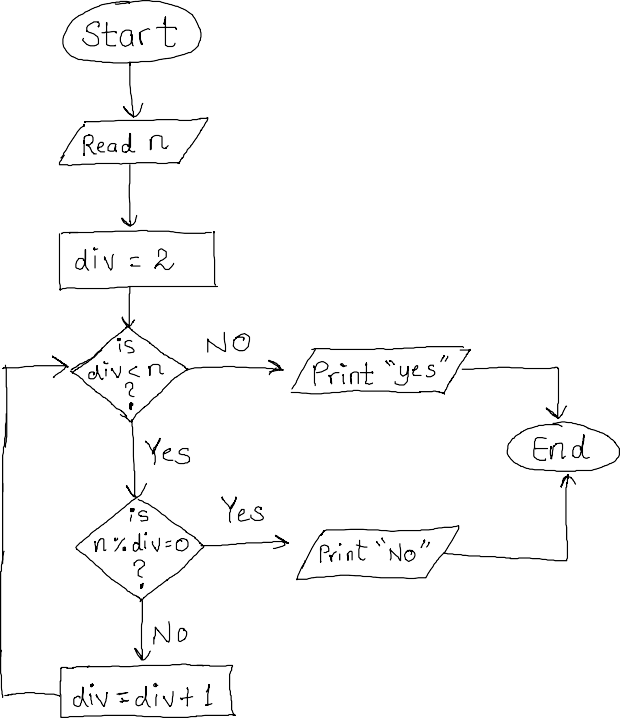 Start
Read n
div = 2
is
div < n
?
NO
Print "yes"
End
Yes
is
n % div = 0
?
Yes
Print "No"
No
div = div + 1